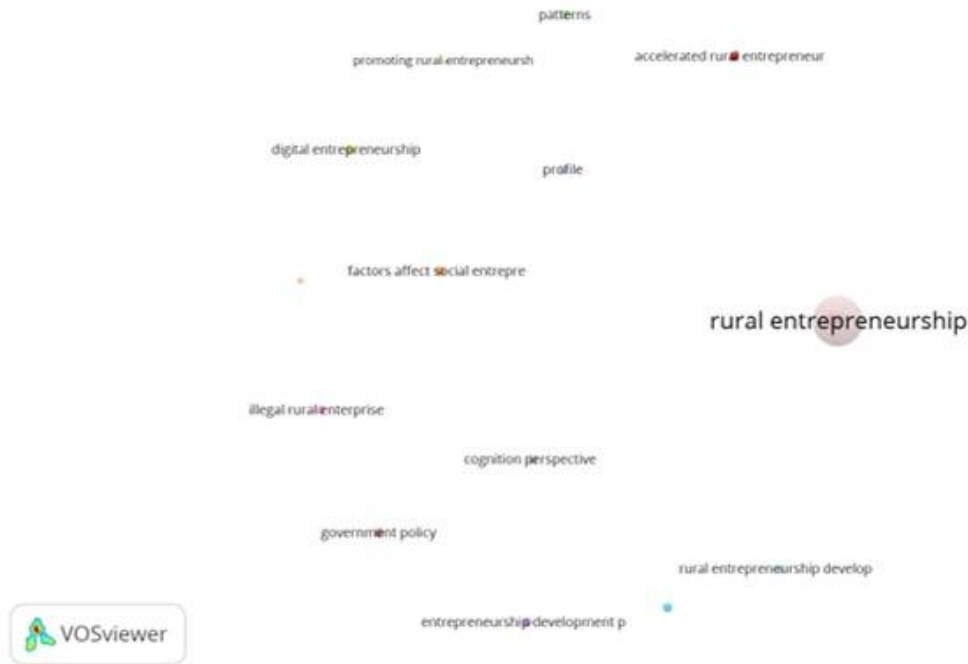 patterns
promoting rural entrepreneursh
accelerated rural entrepreneur
digital entrepreneurship
profile
factors affect social entrepre
rural entrepreneurship
illegal rural enterprise
cognition perspective
government policy
rural entrepreneurship develop
entrepreneurship development p
VOSviewer